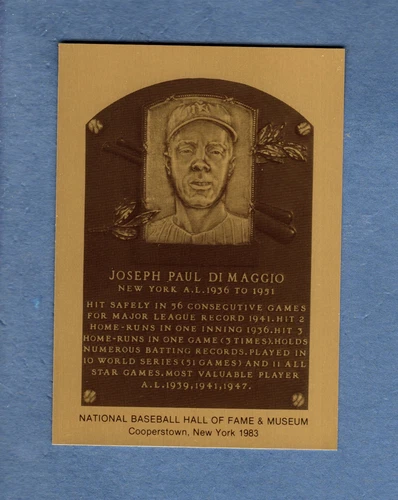 JOSEPH PAUL DI MAGGIO
NEW YORK A.L. 1936 TO 1951
HIT SAFELY IN 56 CONSECUTIVE GAMES
FOR MAJOR LEAGUE RECORD 1941. HIT 2
HOME-RUNS IN ONE INNING 1936. HIT 3
HOME-RUNS IN ONE GAME (3 TIMES). HOLDS
NUMEROUS BATTING RECORDS. PLAYED IN
10 WORLD SERIES (51 GAMES) AND 11 ALL
STAR GAMES. MOST VALUABLE PLAYER
A.L. 1939, 1941, 1947.
NATIONAL BASEBALL HALL OF FAME & MUSEUM
Cooperstown, New York 1983